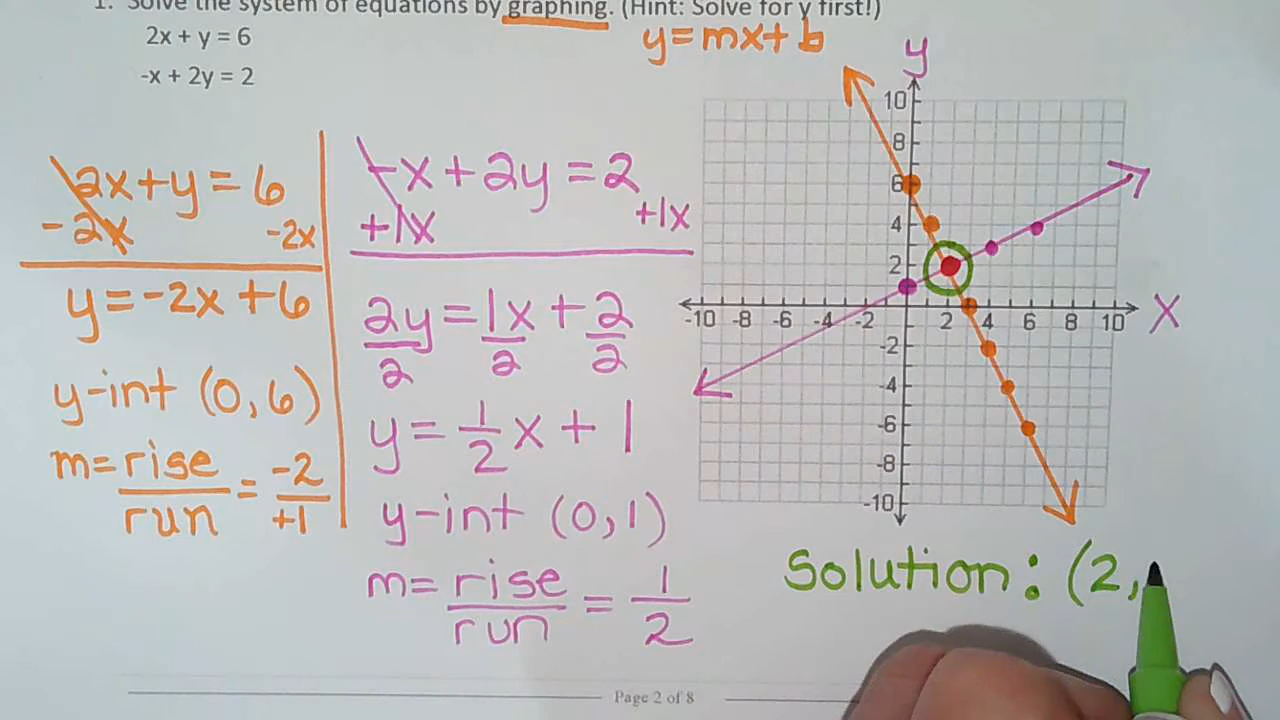 1. Solve the system of equations by graphing. (Hint: Solve for y first!)
2x + y = 6
-x + 2y = 2
y=mx+b
2x+y=6
-2x -2x
y=-2x+6
y-int (0,6)
m=rise/run = -2/+1
-x+2y=2
+1x +1x
2y/2 = 1x/2 + 2/2
y=1/2x+1
y-int (0,1)
m=rise/run = 1/2
y
10
8
6
4
2
-10 -8 -6 -4 -2 2 4 6 8 10 x
-2
-4
-6
-8
-10
Solution: (2,
Page 2 of 8